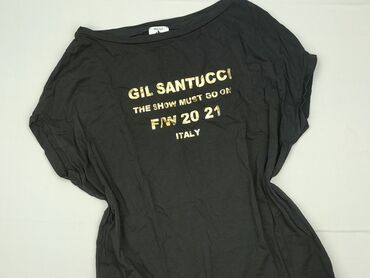 GIL SANTUCCI
THE SHOW MUST GO ON
F/W 20 21
ITALY